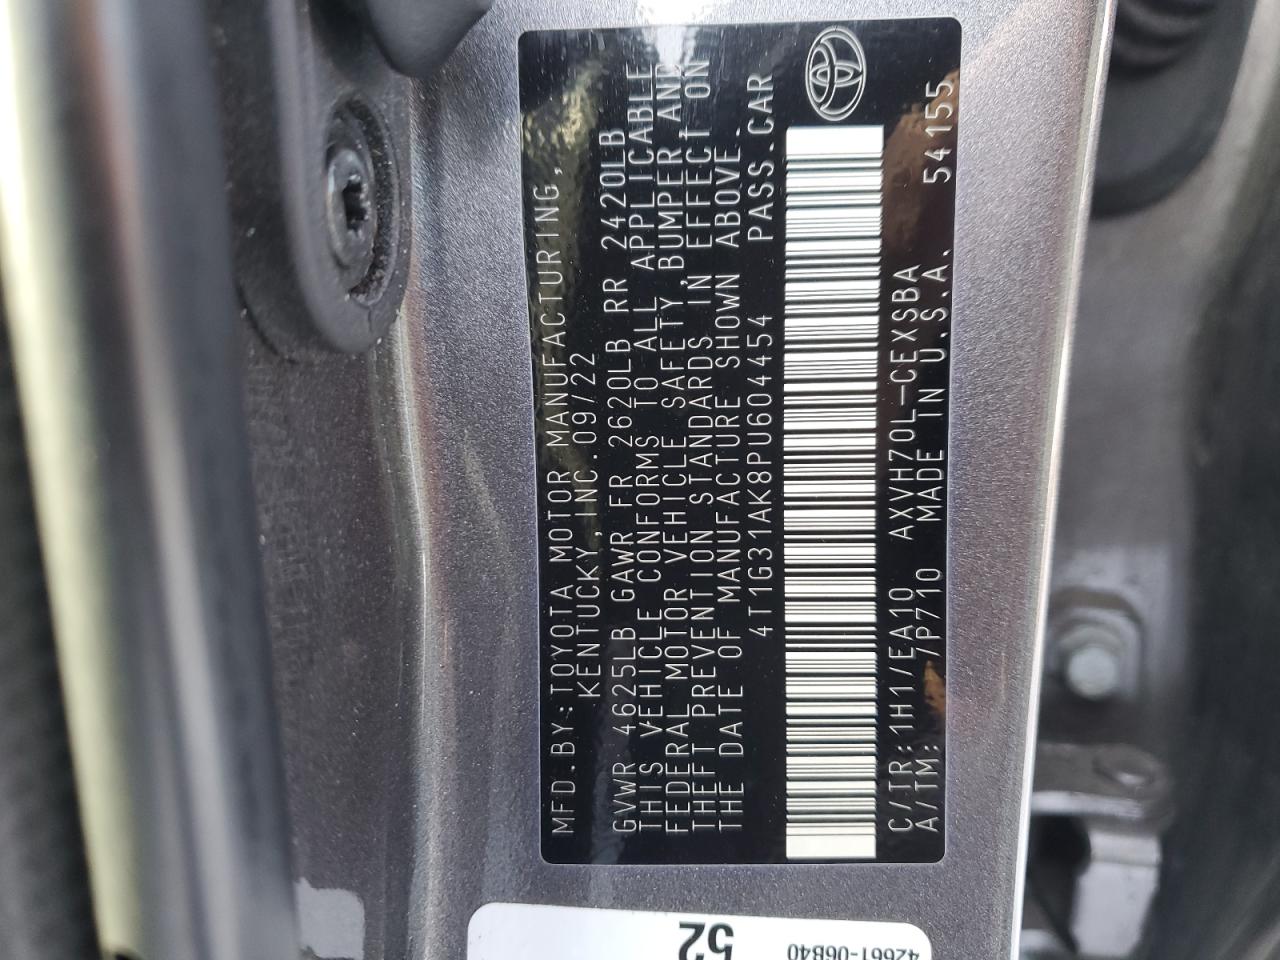 MFD.BY:TOYOTA MOTOR MANUFACTURING,
KENTUCKY,INC.09/22
GVWR 4625LB GAWR FR 2620LB RR 2420LB
THIS VEHICLE CONFORMS TO ALL APPLICABLE
FEDERAL MOTOR VEHICLE SAFETY,BUMPER AND
THEFT PREVENTION STANDARDS IN EFFECT ON
THE DATE OF MANUFACTURE SHOWN ABOVE.
4T1G31AK8PU604454 PASS.CAR
C/TR:1H1/EA10 AXVH70L-CEXSBA
A/TM: /P710 MADE IN U.S.A. 54155
52
42661-06B40